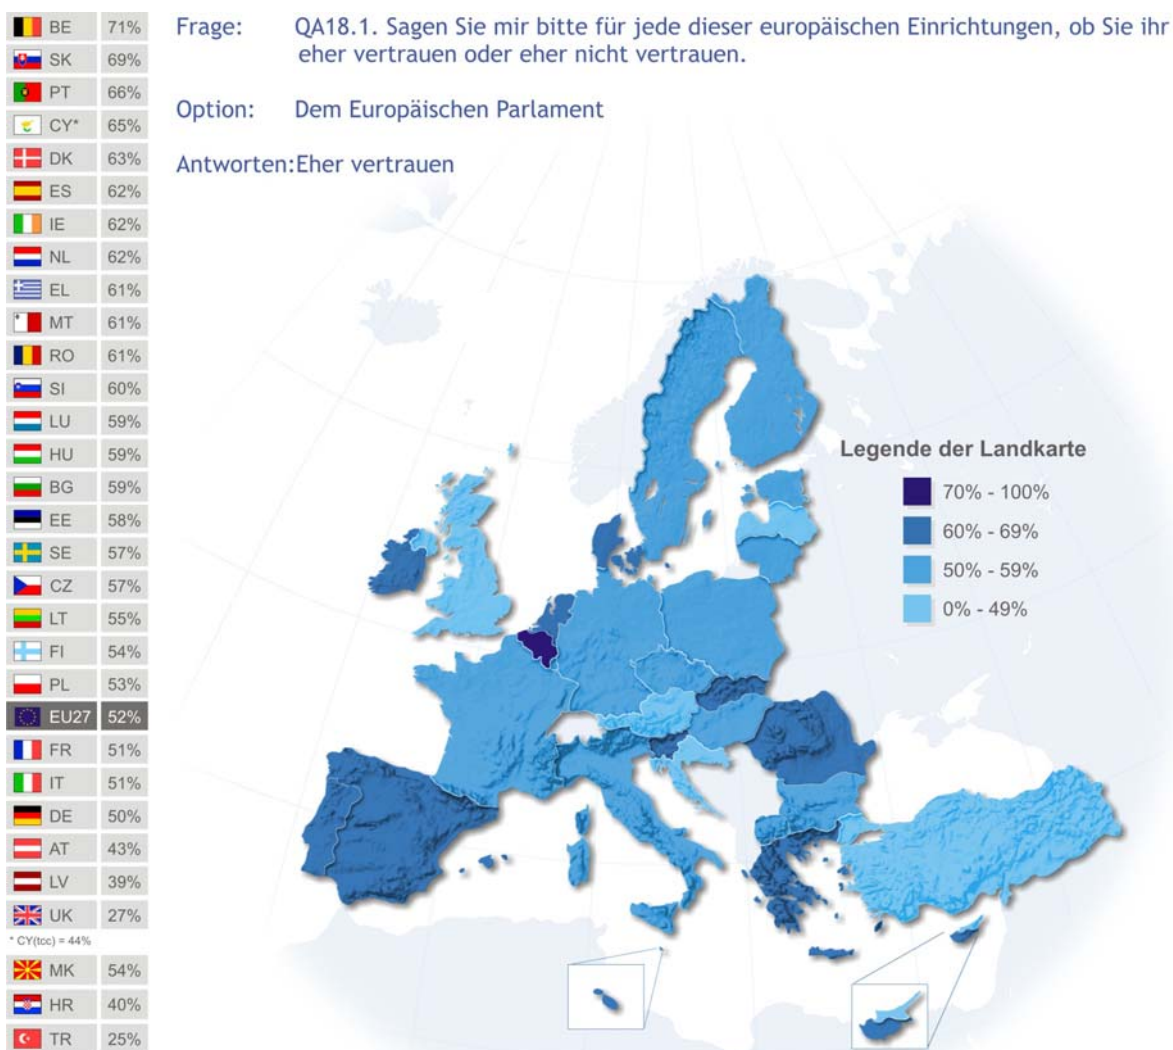 BE 71%
SK 69%
PT 66%
CY* 65%
DK 63%
ES 62%
IE 62%
NL 62%
EL 61%
MT 61%
RO 61%
SI 60%
LU 59%
HU 59%
BG 59%
EE 58%
SE 57%
CZ 57%
LT 55%
FI 54%
PL 53%
EU27 52%
FR 51%
IT 51%
DE 50%
AT 43%
LV 39%
UK 27%
* CY(tcc) = 44%
MK 54%
HR 40%
TR 25%
Frage: QA18.1. Sagen Sie mir bitte für jede dieser europäischen Einrichtungen, ob Sie ihr
eher vertrauen oder eher nicht vertrauen.
Option: Dem Europäischen Parlament
Antworten:Eher vertrauen
Legende der Landkarte
70% - 100%
60% - 69%
50% - 59%
0% - 49%